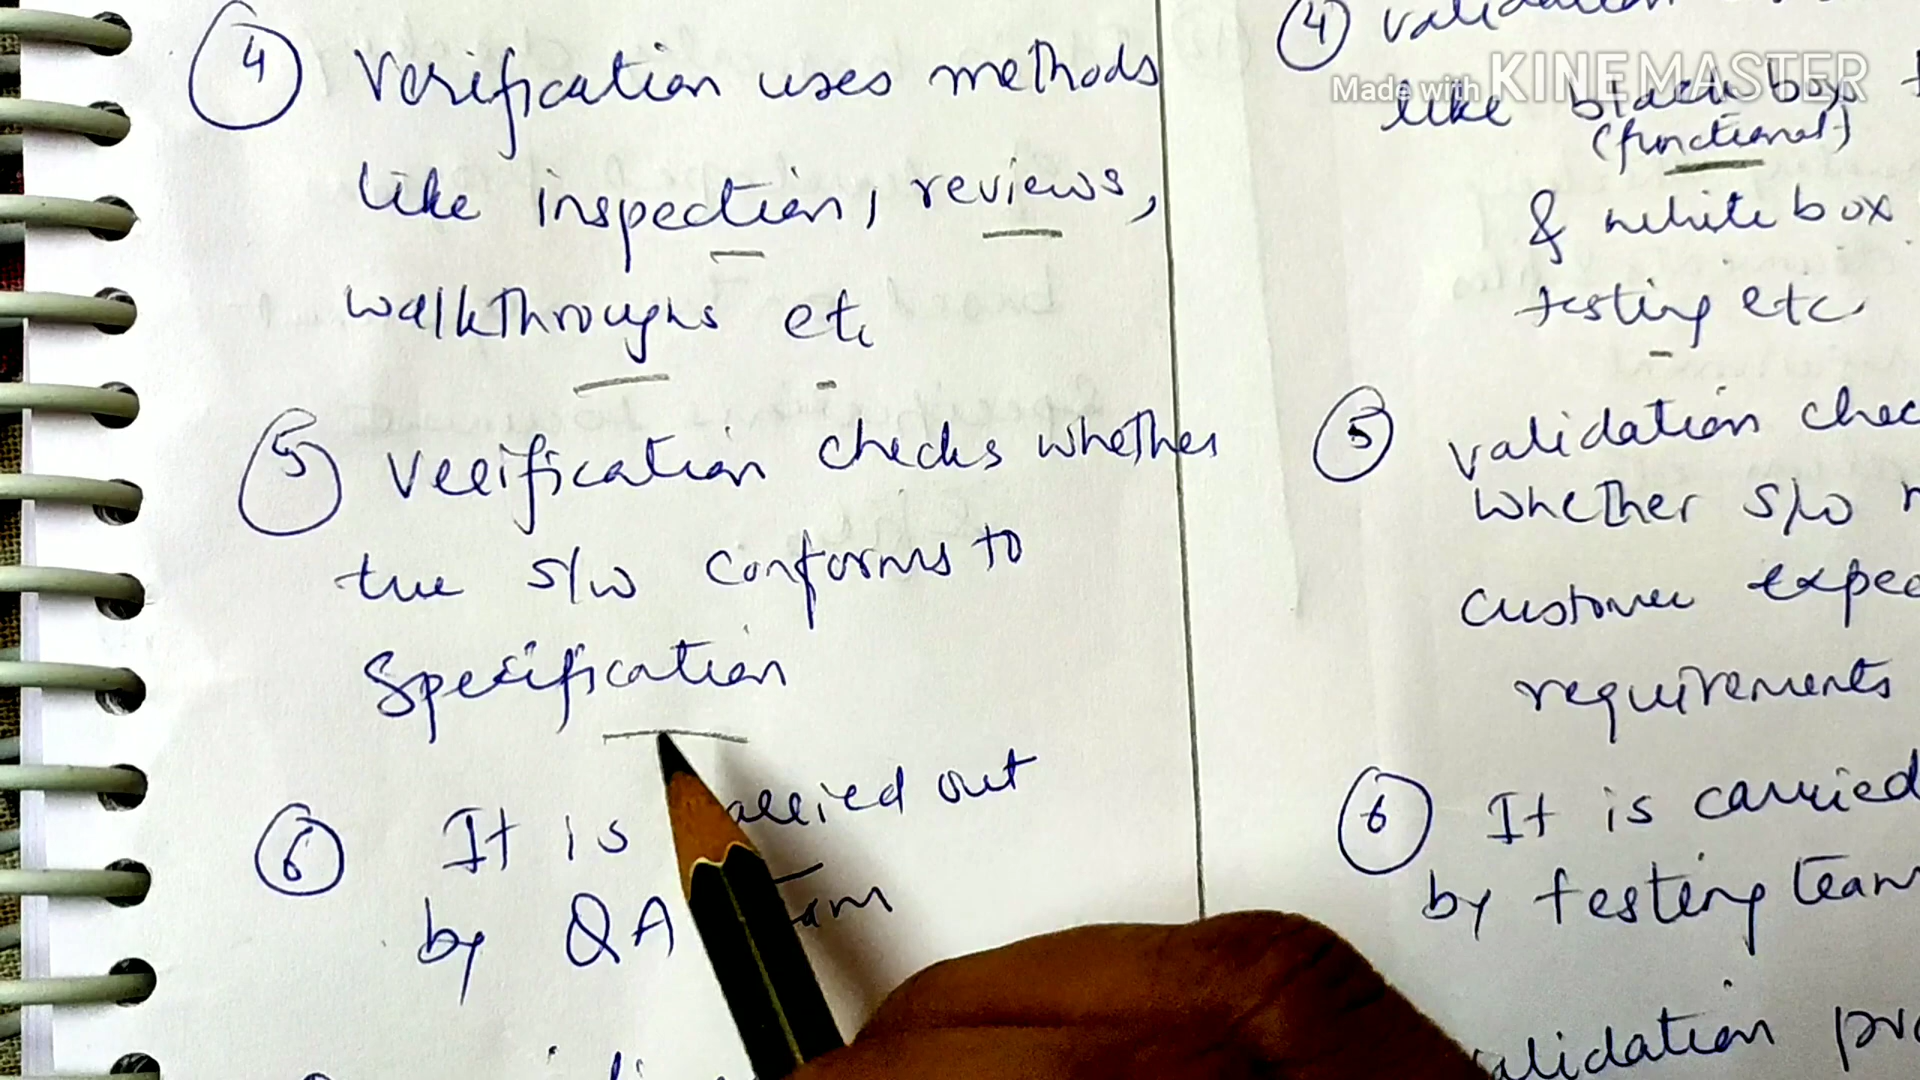 4 Verification uses methods
like inspection, reviews,
walkthroughs etc
5 Verification checks whether
the s/w conforms to
Specification
6 It is carried out
by QA
4 validation
like black box
(functional)
& white box
testing etc
5 validation
whether s/w
customer
requirements
6 It is carried
by testing team
Made with KINEMASTER